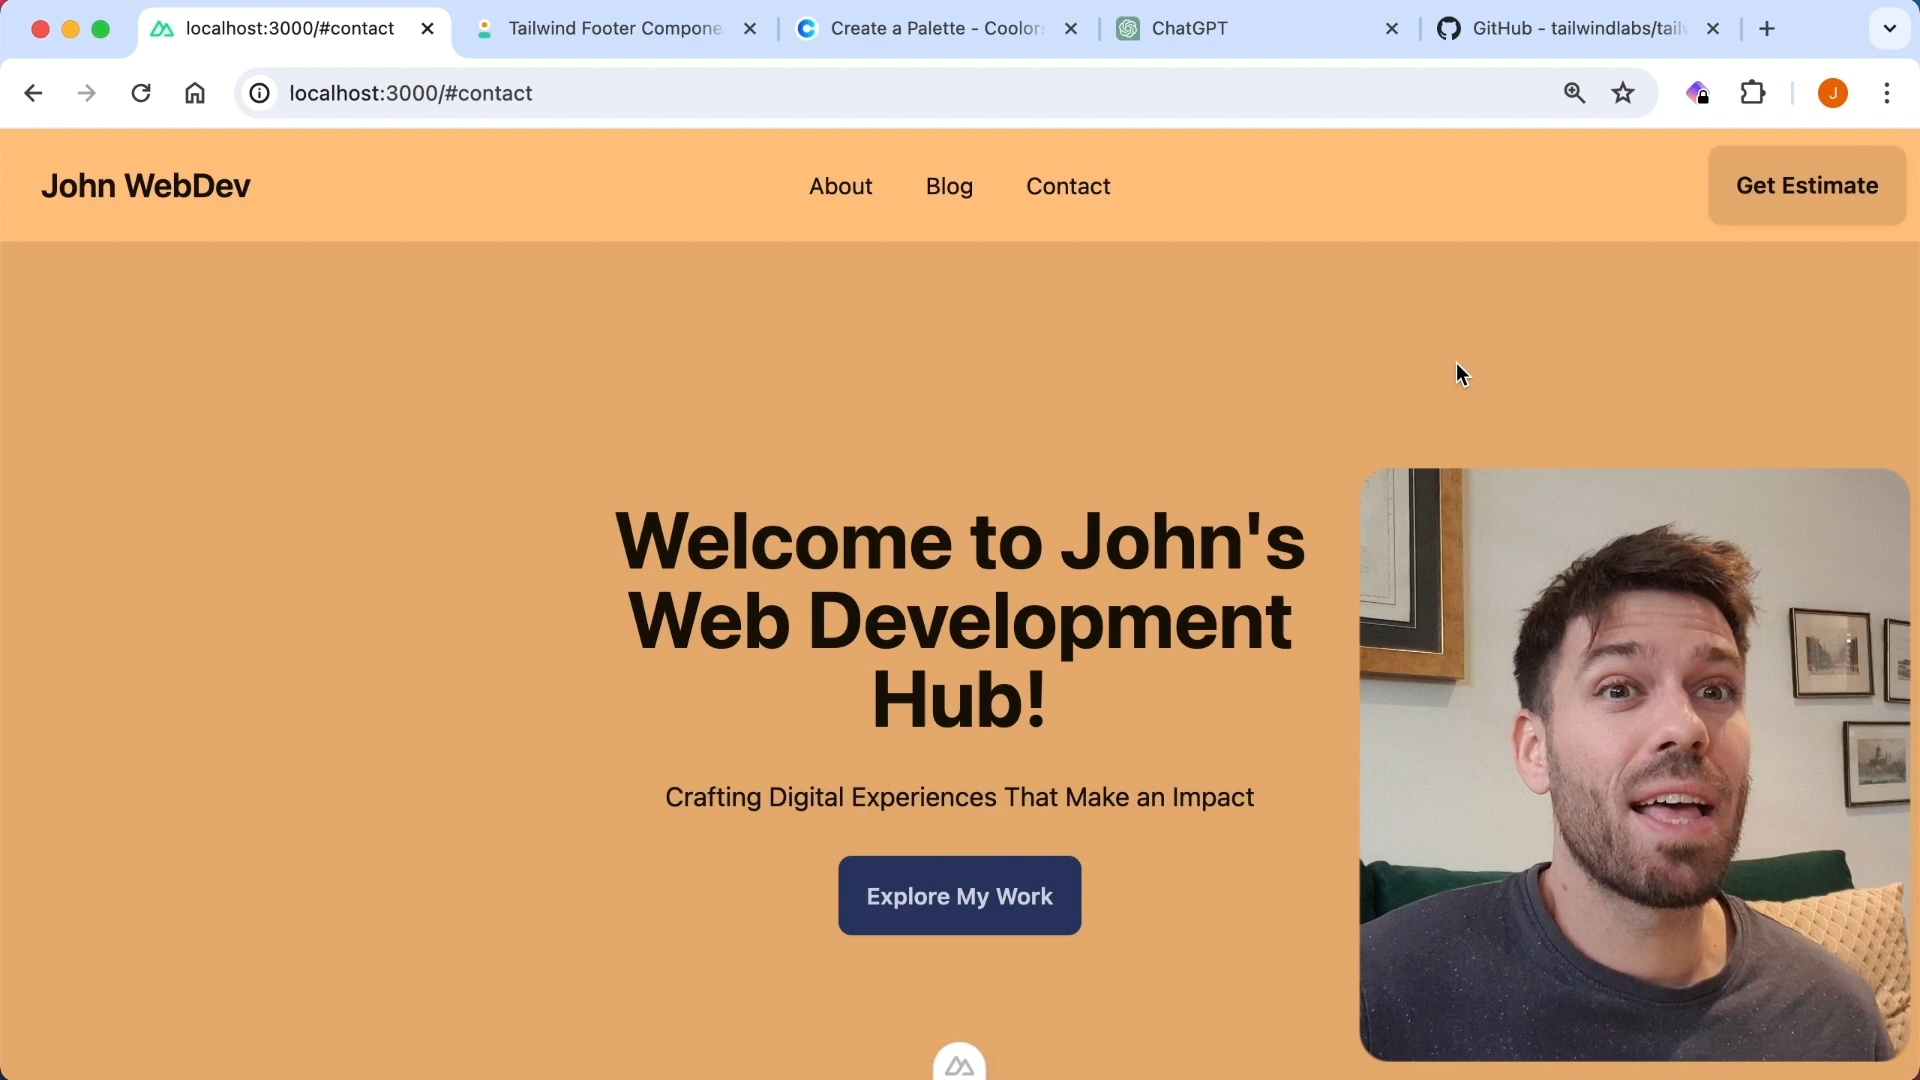 localhost:3000/#contact
Tailwind Footer Compone
Create a Palette - Coolors
ChatGPT
GitHub - tailwindlabs/tail
localhost:3000/#contact
J
John WebDev
About
Blog
Contact
Get Estimate
Welcome to John's
Web Development
Hub!
Crafting Digital Experiences That Make an Impact
Explore My Work